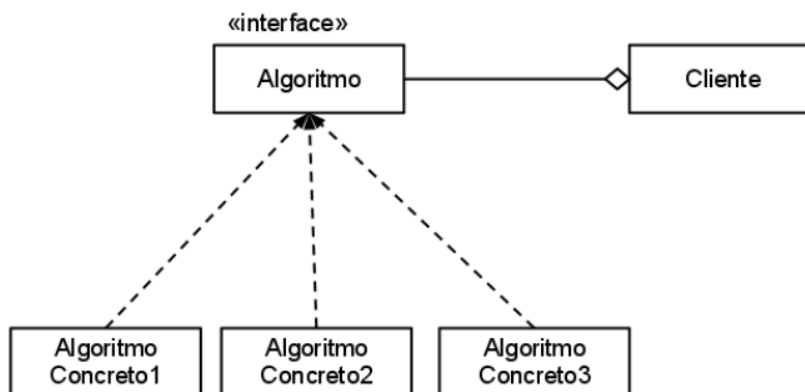 «interface»
Algoritmo
Cliente
Algoritmo
Concreto1
Algoritmo
Concreto2
Algoritmo
Concreto3